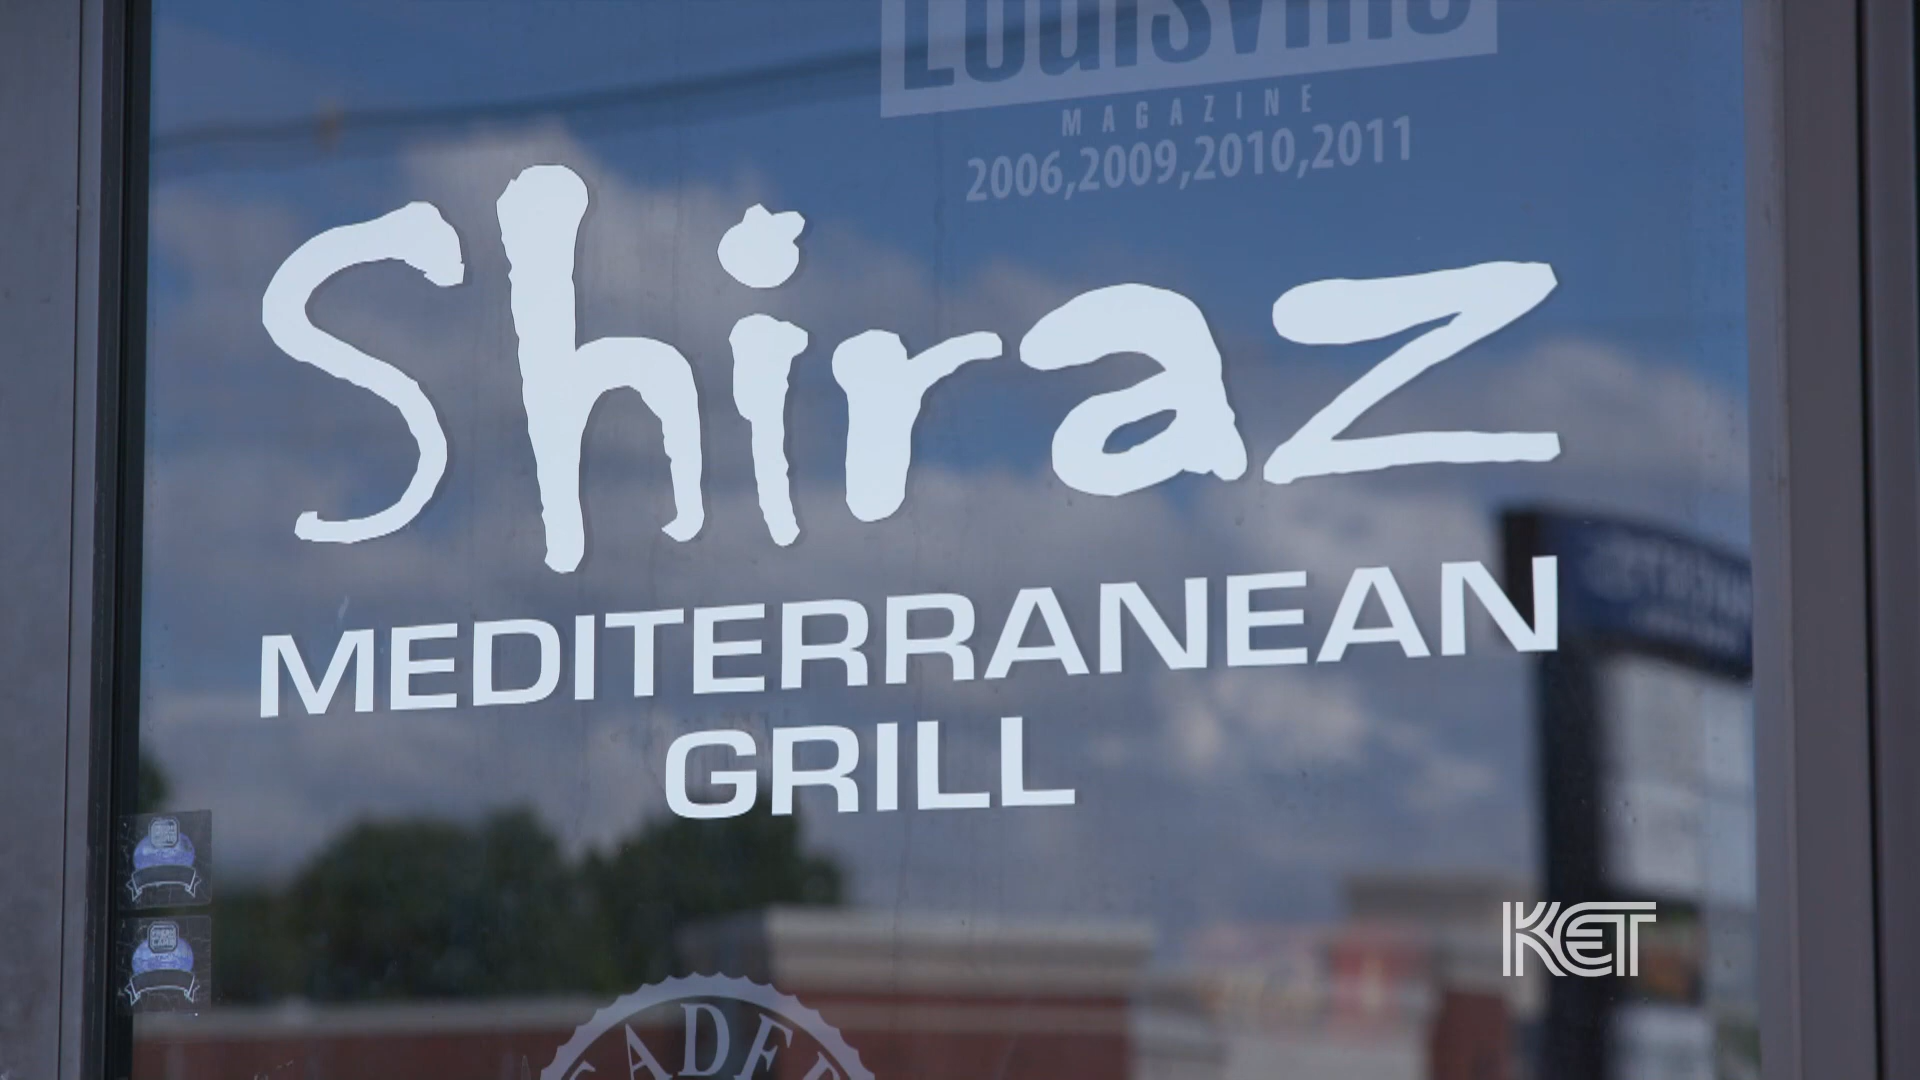 LOUISVILLE
MAGAZINE
2006,2009,2010,2011
Shiraz
MEDITERRANEAN
GRILL
KET